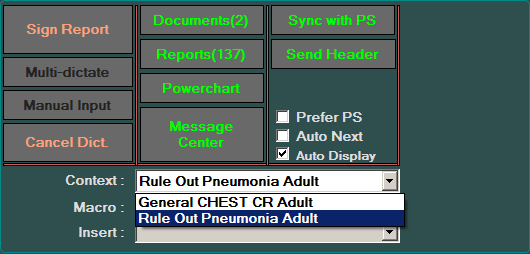 Sign Report
Documents(2)
Sync with PS
Multi-dictate
Reports(137)
Send Header
Manual Input
Powerchart
Cancel Dict.
Message
Center
Prefer PS
Auto Next
Auto Display
Context :
Rule Out Pneumonia Adult
Macro :
General CHEST CR Adult
Rule Out Pneumonia Adult
Insert :